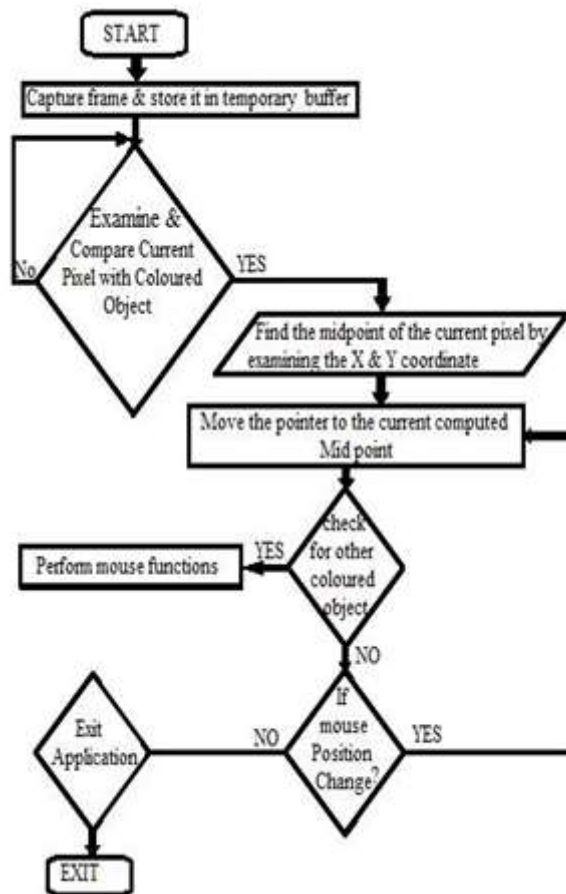 START
Capture frame & store it in temporary buffer
Examine &
Compare Current
Pixel with Coloured
Object
No
YES
Find the midpoint of the current pixel by
examining the X & Y coordinate
Move the pointer to the current computed
Mid point
check
for other
coloured
object
YES
Perform mouse functions
NO
If
mouse
Position
Change?
YES
NO
Exit
Application
EXIT